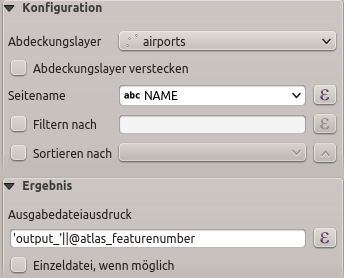 Konfiguration
Abdeckungslayer airports
Abdeckungslayer verstecken
Seitename abc NAME ε
Filtern nach ε
Sortieren nach
Ergebnis
Ausgabedateiausdruck
'output_'||@atlas_featurenumber ε
Einzeldatei, wenn möglich